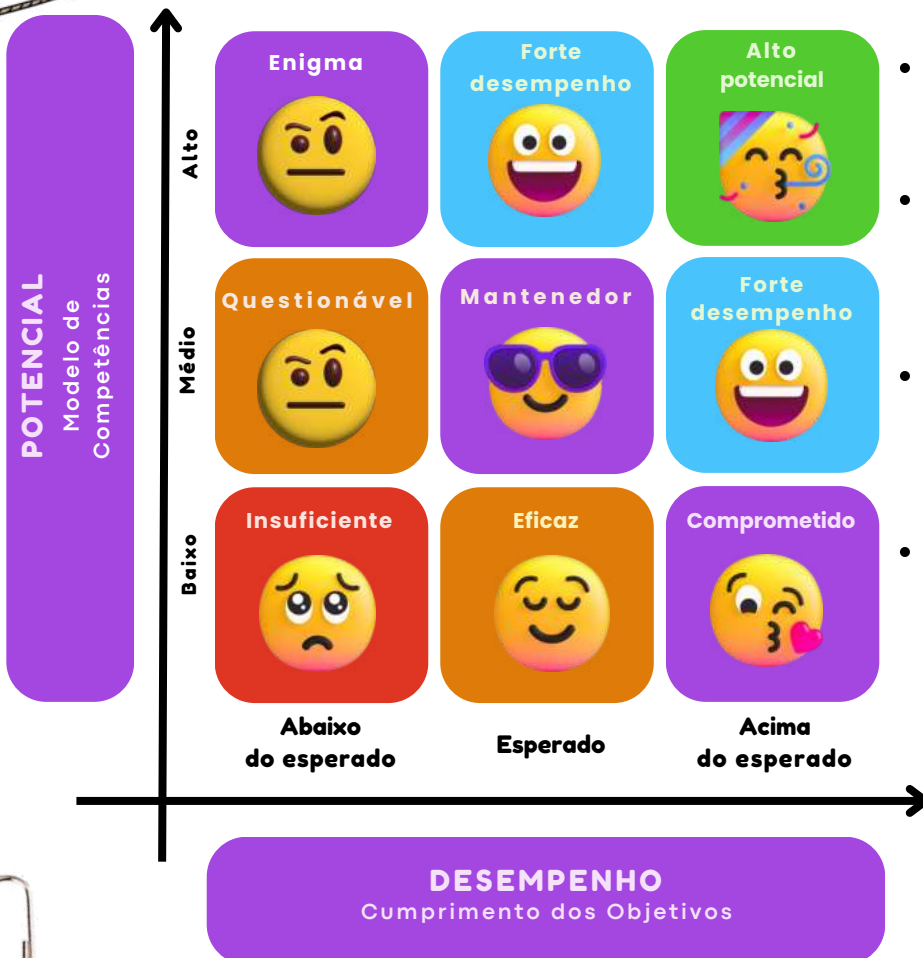 POTENCIAL
Modelo de
Competências
Alto
Médio
Baixo
Enigma
Forte
desempenho
Alto
potencial
Questionável
Mantenedor
Forte
desempenho
Insuficiente
Eficaz
Comprometido
Abaixo
do esperado
Esperado
Acima
do esperado
DESEMPENHO
Cumprimento dos Objetivos